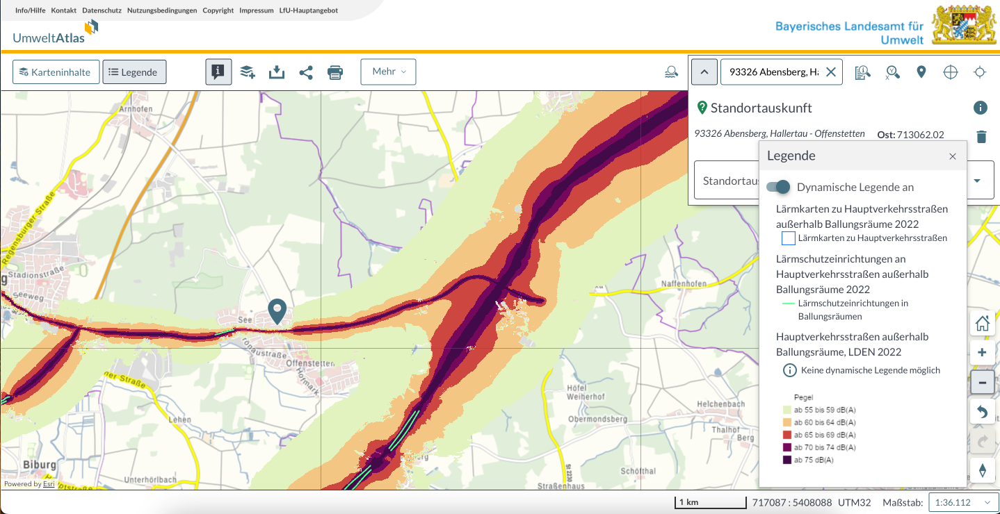 Info/Hilfe Kontakt Datenschutz Nutzungsbedingungen Copyright Impressum LfU-Hauptangebot
UmweltAtlas
Bayerisches Landesamt für
Umwelt
Karteninhalte
Legende
Mehr
93326 Abensberg, Ha
Standortauskunft
93326 Abensberg, Hallertau - Offenstetten
Ost: 713062.02
Standortaus
Legende
Dynamische Legende an
Lärmkarten zu Hauptverkehrsstraßen
außerhalb Ballungsräume 2022
Lärmkarten zu Hauptverkehrsstraßen
Lärmschutzeinrichtungen an
Hauptverkehrsstraßen außerhalb
Ballungsräume 2022
Lärmschutzeinrichtungen in
Ballungsräumen
Hauptverkehrsstraßen außerhalb
Ballungsräume, LDEN 2022
Keine dynamische Legende möglich
Pegel
ab 55 bis 59 dB(A)
ab 60 bis 64 dB(A)
ab 65 bis 69 dB(A)
ab 70 bis 74 dB(A)
ab 75 dB(A)
Arnhofen
Regensburger Straße
Stadionstraße
g
Seeweg
See
ronaustraße
Offenstetten
Hofmark
Naffenhofen
ner Straße
Lehen
Höfel
Weiherhof
Helchenbach
Obermondsberg
Thalhof
Berg
Biburg
Unterhörlbach
St 2230
Schöfthal
Straßenhaus
Powered by Esri
1 km
717087 : 5408088 UTM32 Maßstab: 1:36.112